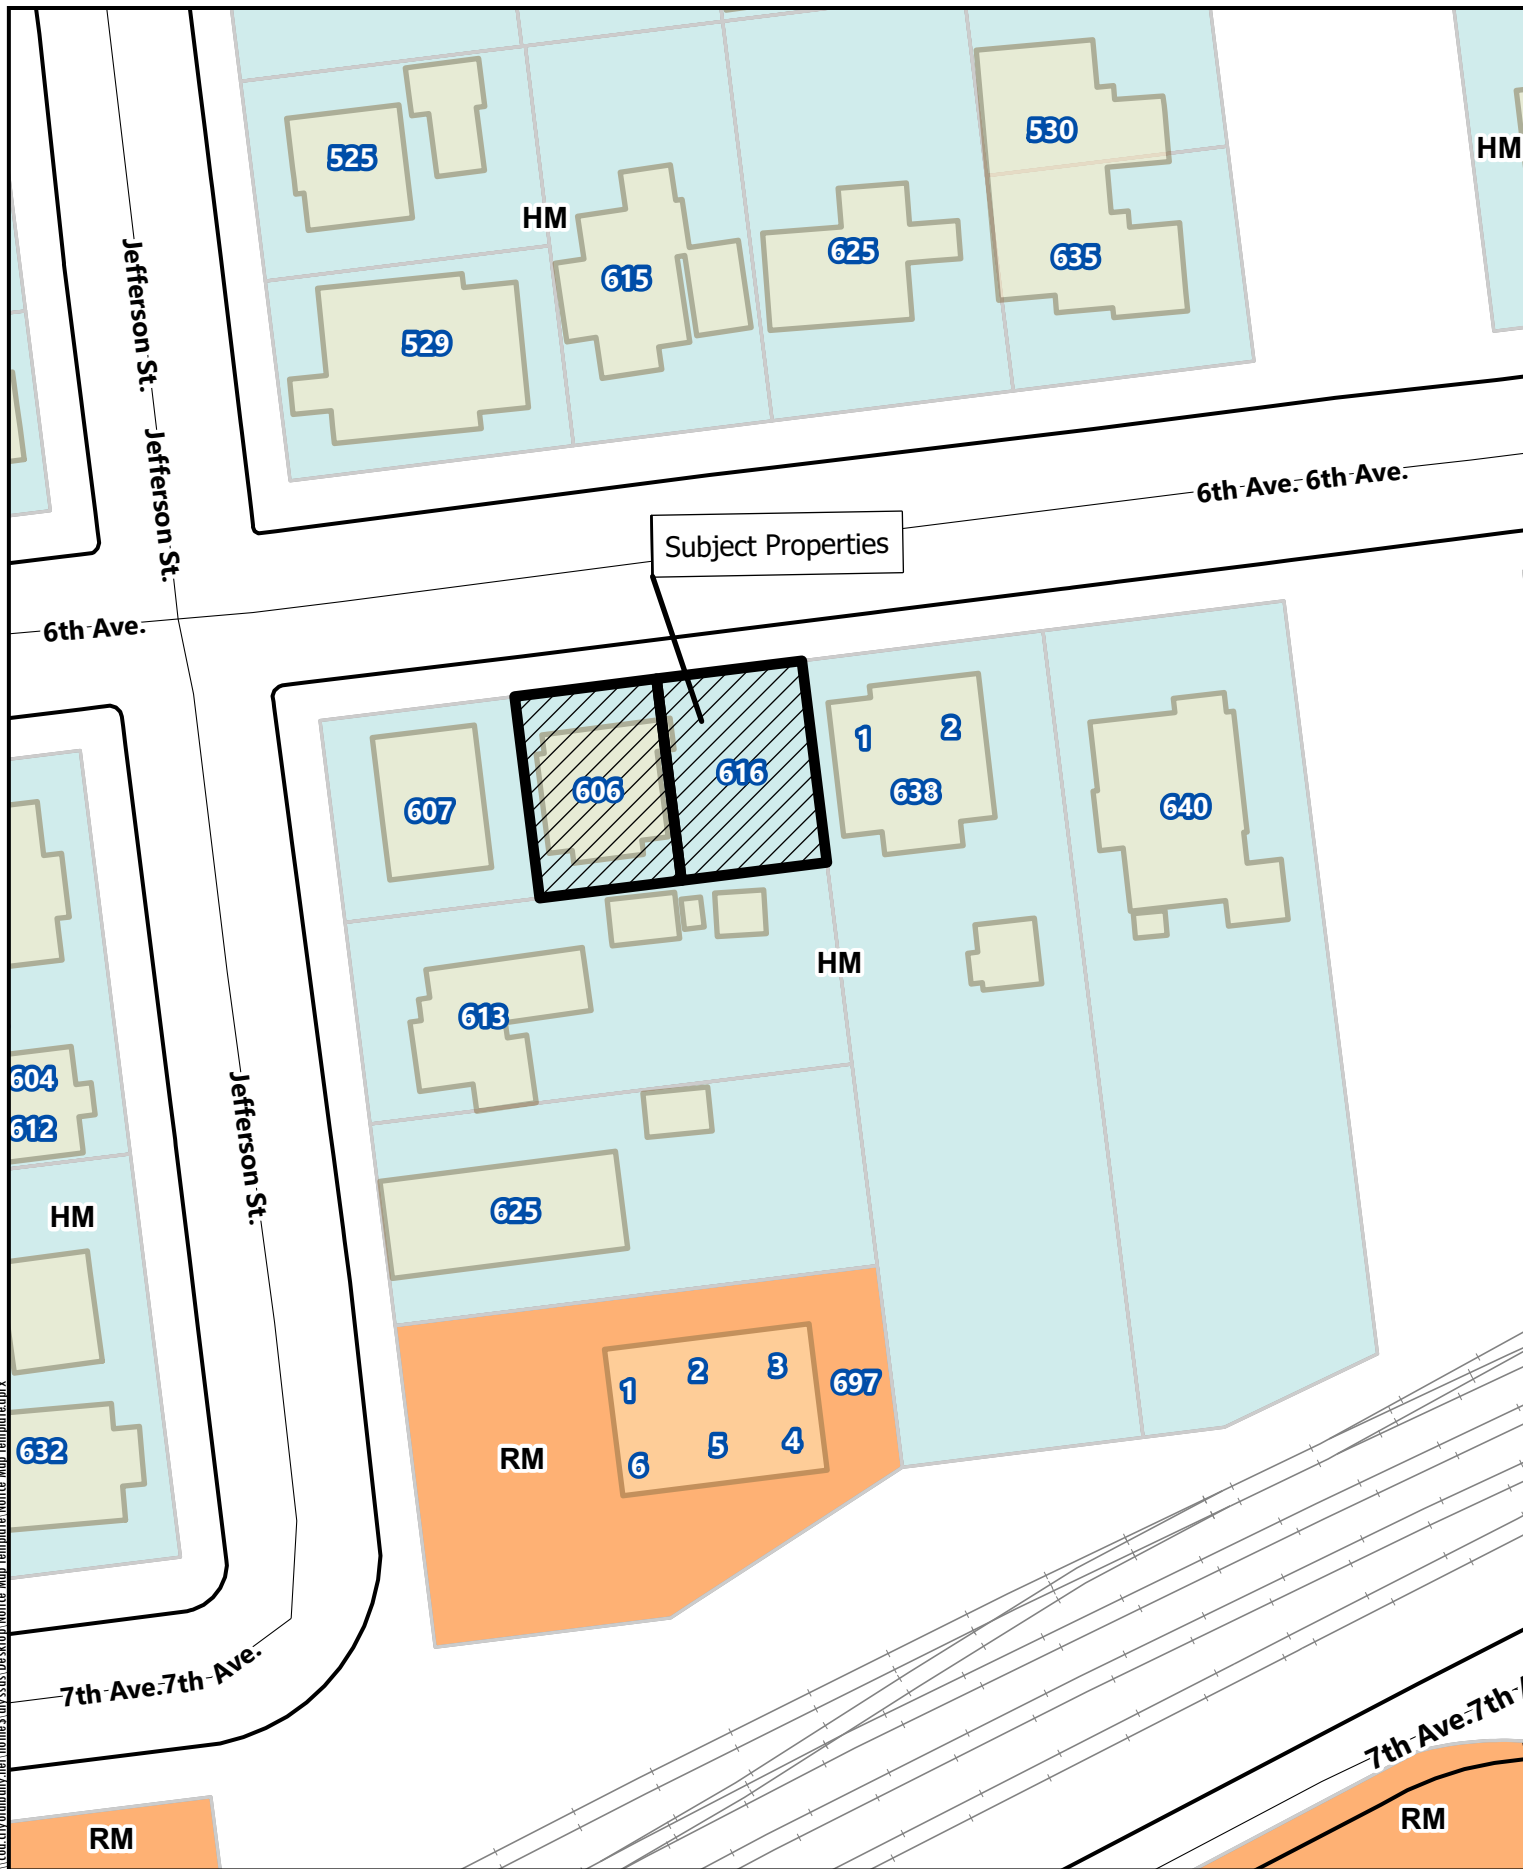 530
HM
525
HM
625
635
615
529
Jefferson St.
Jefferson St.
6th Ave. 6th Ave.
Subject Properties
6th Ave.
1
2
616
606
638
607
640
HM
613
604
612
Jefferson St.
625
HM
1
2
3
697
6
5
4
RM
632
7th Ave. 7th Ave.
7th Ave. 7th
RM
RM